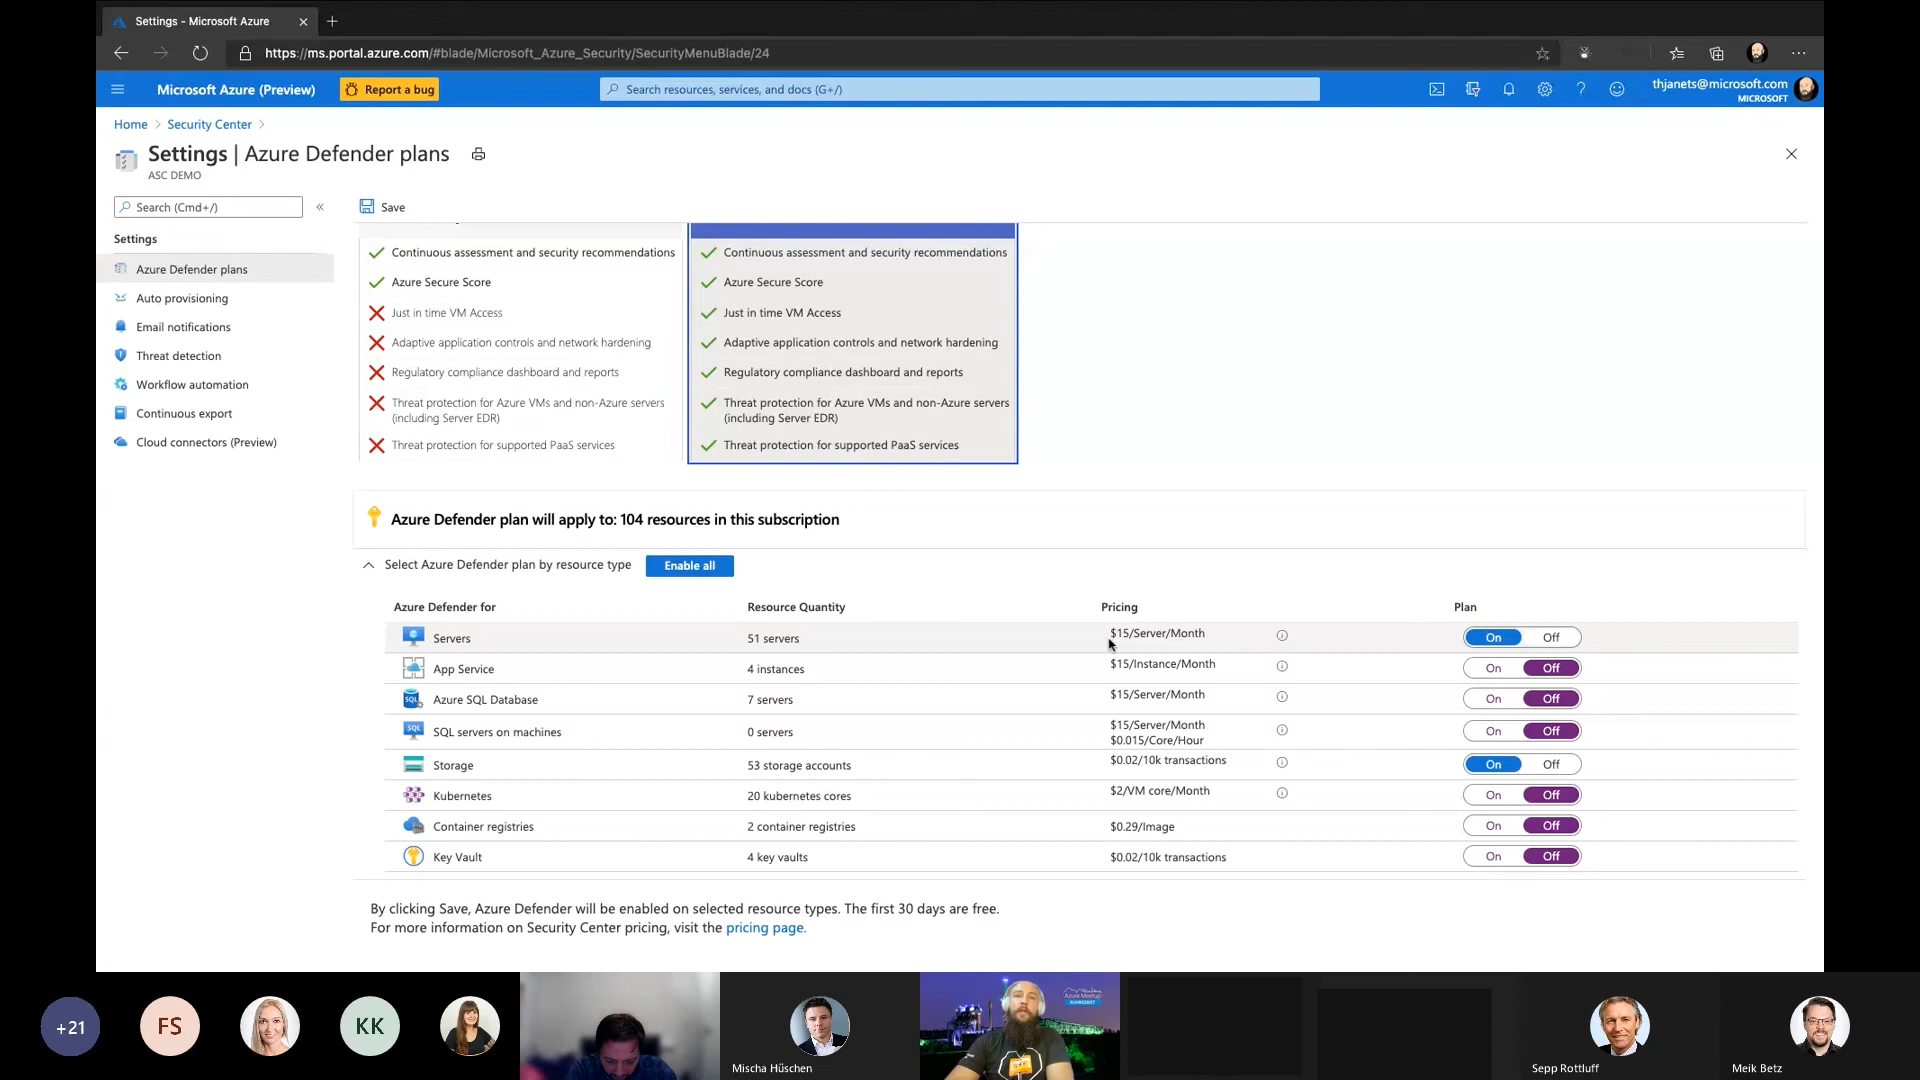 Settings - Microsoft Azure
https://ms.portal.azure.com/#blade/Microsoft_Azure_Security/SecurityMenuBlade/24
Microsoft Azure (Preview)
Report a bug
Search resources, services, and docs (G+/)
thjanets@microsoft.com
MICROSOFT
Home > Security Center >
Settings | Azure Defender plans
ASC DEMO
Search (Cmd+/)
«
Save
Settings
Azure Defender plans
Auto provisioning
Email notifications
Threat detection
Workflow automation
Continuous export
Cloud connectors (Preview)
Continuous assessment and security recommendations
Azure Secure Score
Just in time VM Access
Adaptive application controls and network hardening
Regulatory compliance dashboard and reports
Threat protection for Azure VMs and non-Azure servers
(including Server EDR)
Threat protection for supported PaaS services
Continuous assessment and security recommendations
Azure Secure Score
Just in time VM Access
Adaptive application controls and network hardening
Regulatory compliance dashboard and reports
Threat protection for Azure VMs and non-Azure servers
(including Server EDR)
Threat protection for supported PaaS services
Azure Defender plan will apply to: 104 resources in this subscription
Select Azure Defender plan by resource type Enable all
Azure Defender for Resource Quantity Pricing Plan
Servers 51 servers $15/Server/Month On Off
App Service 4 instances $15/Instance/Month On Off
SQL Azure SQL Database 7 servers $15/Server/Month On Off
SQL SQL servers on machines 0 servers $15/Server/Month On Off
$0.015/Core/Hour
Storage 53 storage accounts $0.02/10k transactions On Off
Kubernetes 20 kubernetes cores $2/VM core/Month On Off
Container registries 2 container registries $0.29/Image On Off
Key Vault 4 key vaults $0.02/10k transactions On Off
By clicking Save, Azure Defender will be enabled on selected resource types. The first 30 days are free.
For more information on Security Center pricing, visit the pricing page.
+21
FS
KK
Azure Meetup
Mischa Hüschen
Sepp Rottluff
Meik Betz